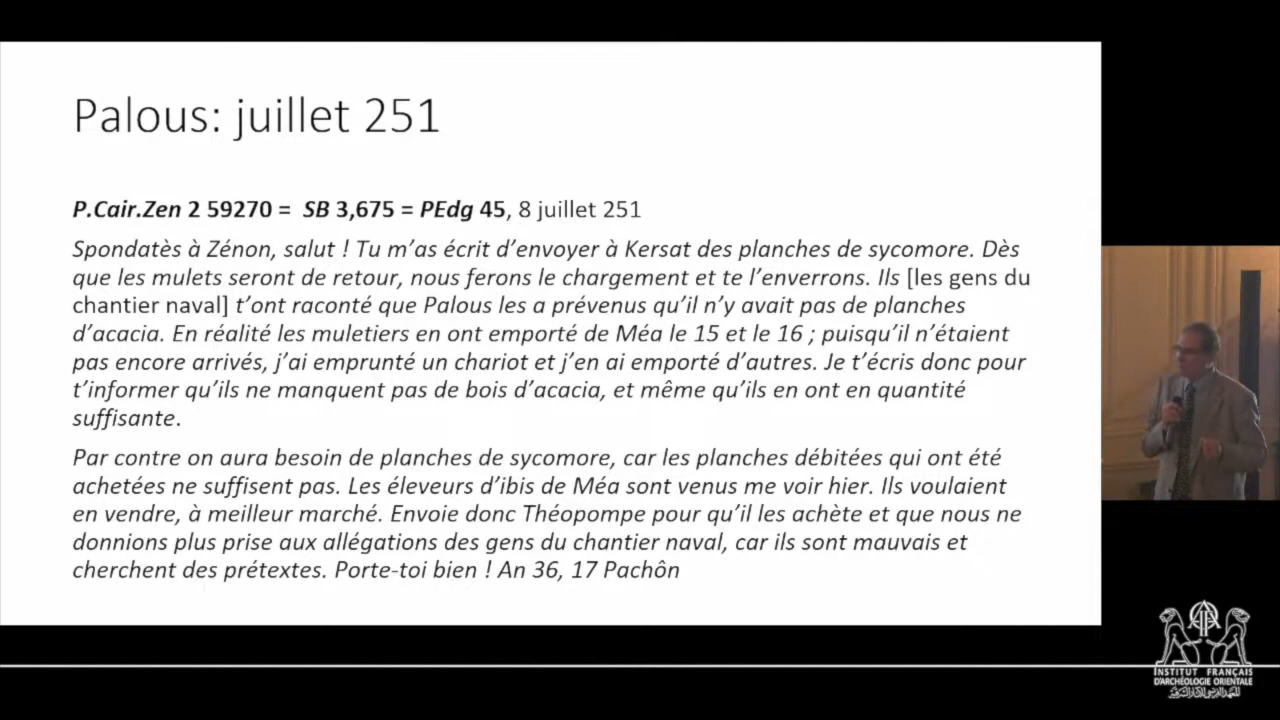 Palous: juillet 251
P.Cair.Zen 2 59270 = SB 3,675 = PEdg 45, 8 juillet 251
Spondatès à Zénon, salut ! Tu m’as écrit d’envoyer à Kersat des planches de sycomore. Dès
que les mulets seront de retour, nous ferons le chargement et te l’enverrons. Ils [les gens du
chantier naval] t’ont raconté que Palous les a prévenus qu’il n’y avait pas de planches
d’acacia. En réalité les muletiers en ont emporté de Méa le 15 et le 16 ; puisqu’il n’étaient
pas encore arrivés, j’ai emprunté un chariot et j’en ai emporté d’autres. Je t’écris donc pour
t’informer qu’ils ne manquent pas de bois d’acacia, et même qu’ils en ont en quantité
suffisante.
Par contre on aura besoin de planches de sycomore, car les planches débitées qui ont été
achetées ne suffisent pas. Les éleveurs d’ibis de Méa sont venus me voir hier. Ils voulaient
en vendre, à meilleur marché. Envoie donc Théopompe pour qu’il les achète et que nous ne
donnions plus prise aux allégations des gens du chantier naval, car ils sont mauvais et
cherchent des prétextes. Porte-toi bien ! An 36, 17 Pachôn
INSTITUT FRANÇAIS
D’ARCHÉOLOGIE ORIENTALE